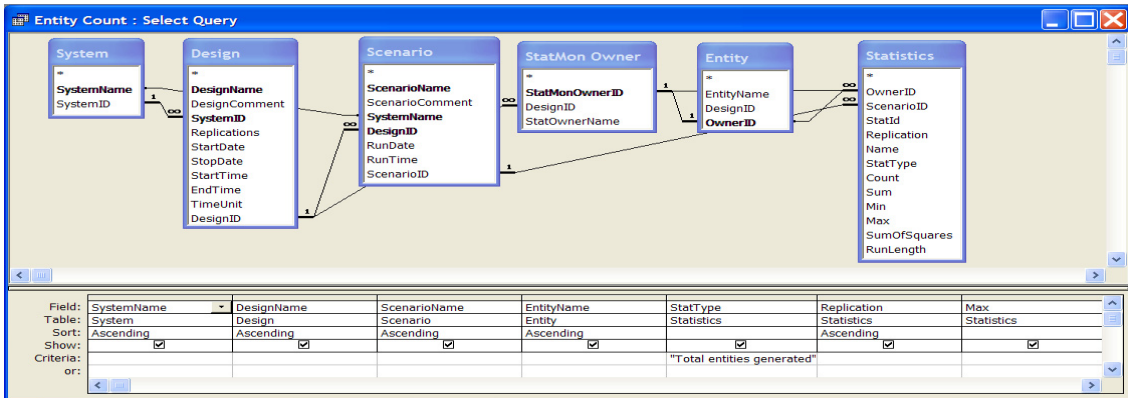 Entity Count : Select Query
System
*
SystemName
SystemID
Design
*
DesignName
DesignComment
SystemID
Replications
StartDate
StopDate
StartTime
EndTime
TimeUnit
DesignID
Scenario
*
ScenarioName
ScenarioComment
SystemName
DesignID
RunDate
RunTime
ScenarioID
StatMon Owner
*
StatMonOwnerID
DesignID
StatOwnerName
Entity
*
EntityName
DesignID
OwnerID
Statistics
*
OwnerID
ScenarioID
StatId
Replication
Name
StatType
Count
Sum
Min
Max
SumOfSquares
RunLength
1
∞
1
∞
1
∞
1
1
∞
∞
Field: SystemName DesignName ScenarioName EntityName StatType Replication Max
Table: System Design Scenario Entity Statistics Statistics Statistics
Sort: Ascending Ascending Ascending Ascending Ascending
Show:
Criteria: "Total entities generated"
or: